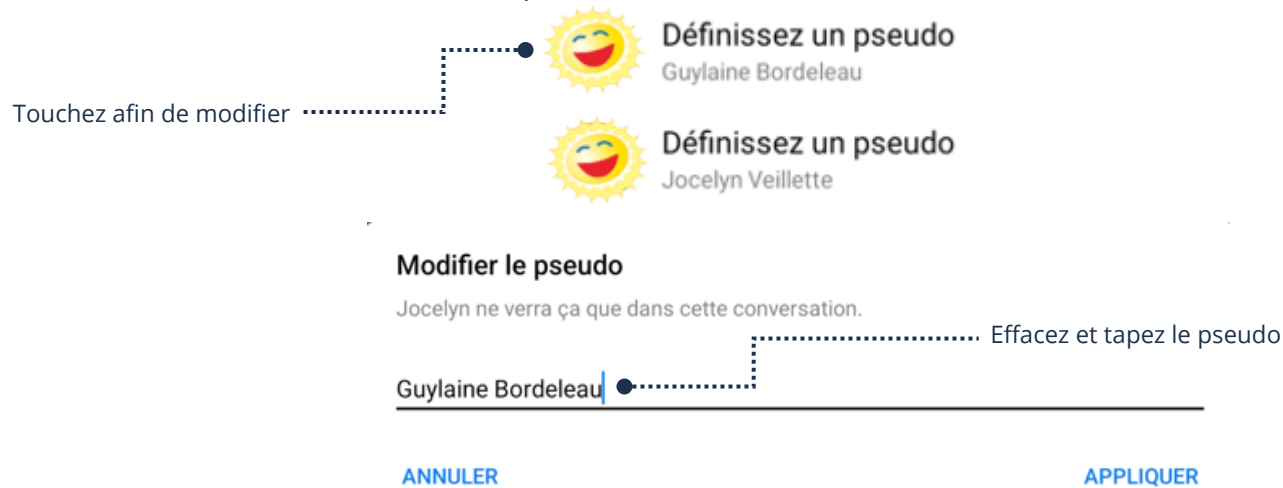 Définissez un pseudo
Guylaine Bordeleau
Touchez afin de modifier
Définissez un pseudo
Jocelyn Veillette
Modifier le pseudo
Jocelyn ne verra ça que dans cette conversation.
Effacez et tapez le pseudo
Guylaine Bordeleau
ANNULER
APPLIQUER